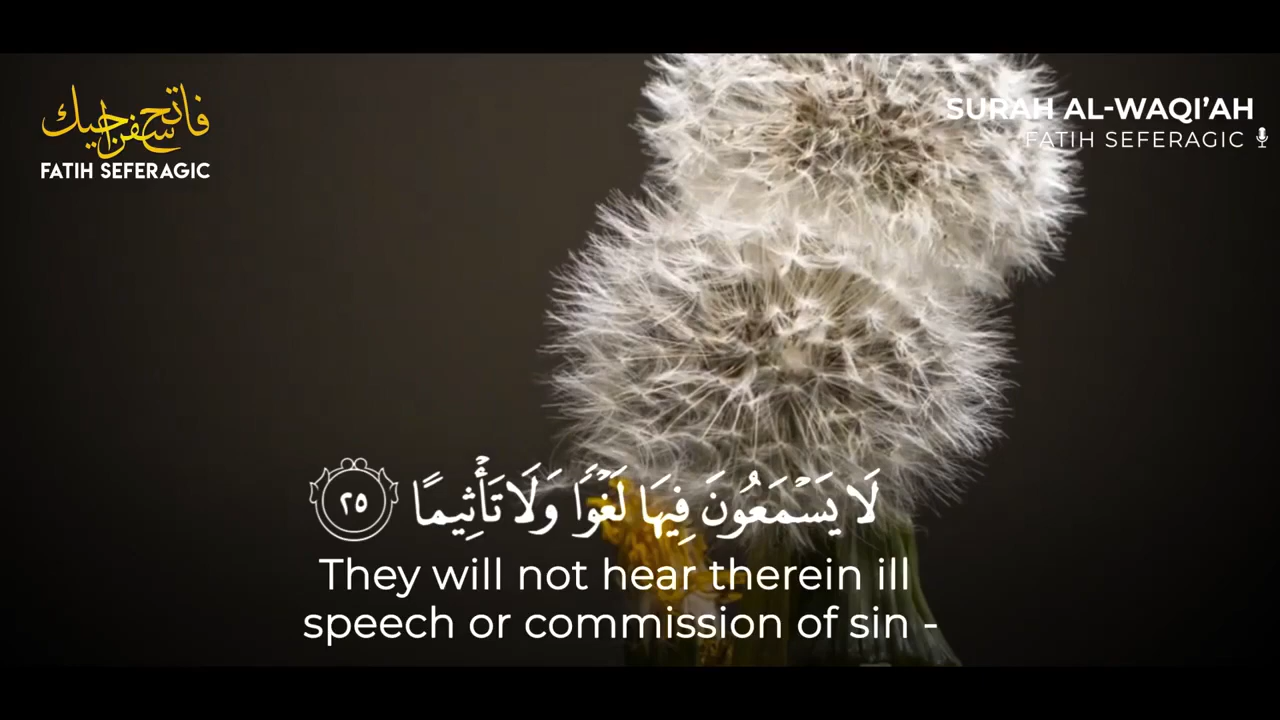 فاتح سفراجيك
FATIH SEFERAGIC
SURAH AL-WAQI'AH
FATIH SEFERAGIC
لَا يَسْمَعُونَ فِيهَا لَغْوًا وَلَا تَأْثِيمًا ٢٥
They will not hear therein ill
speech or commission of sin -